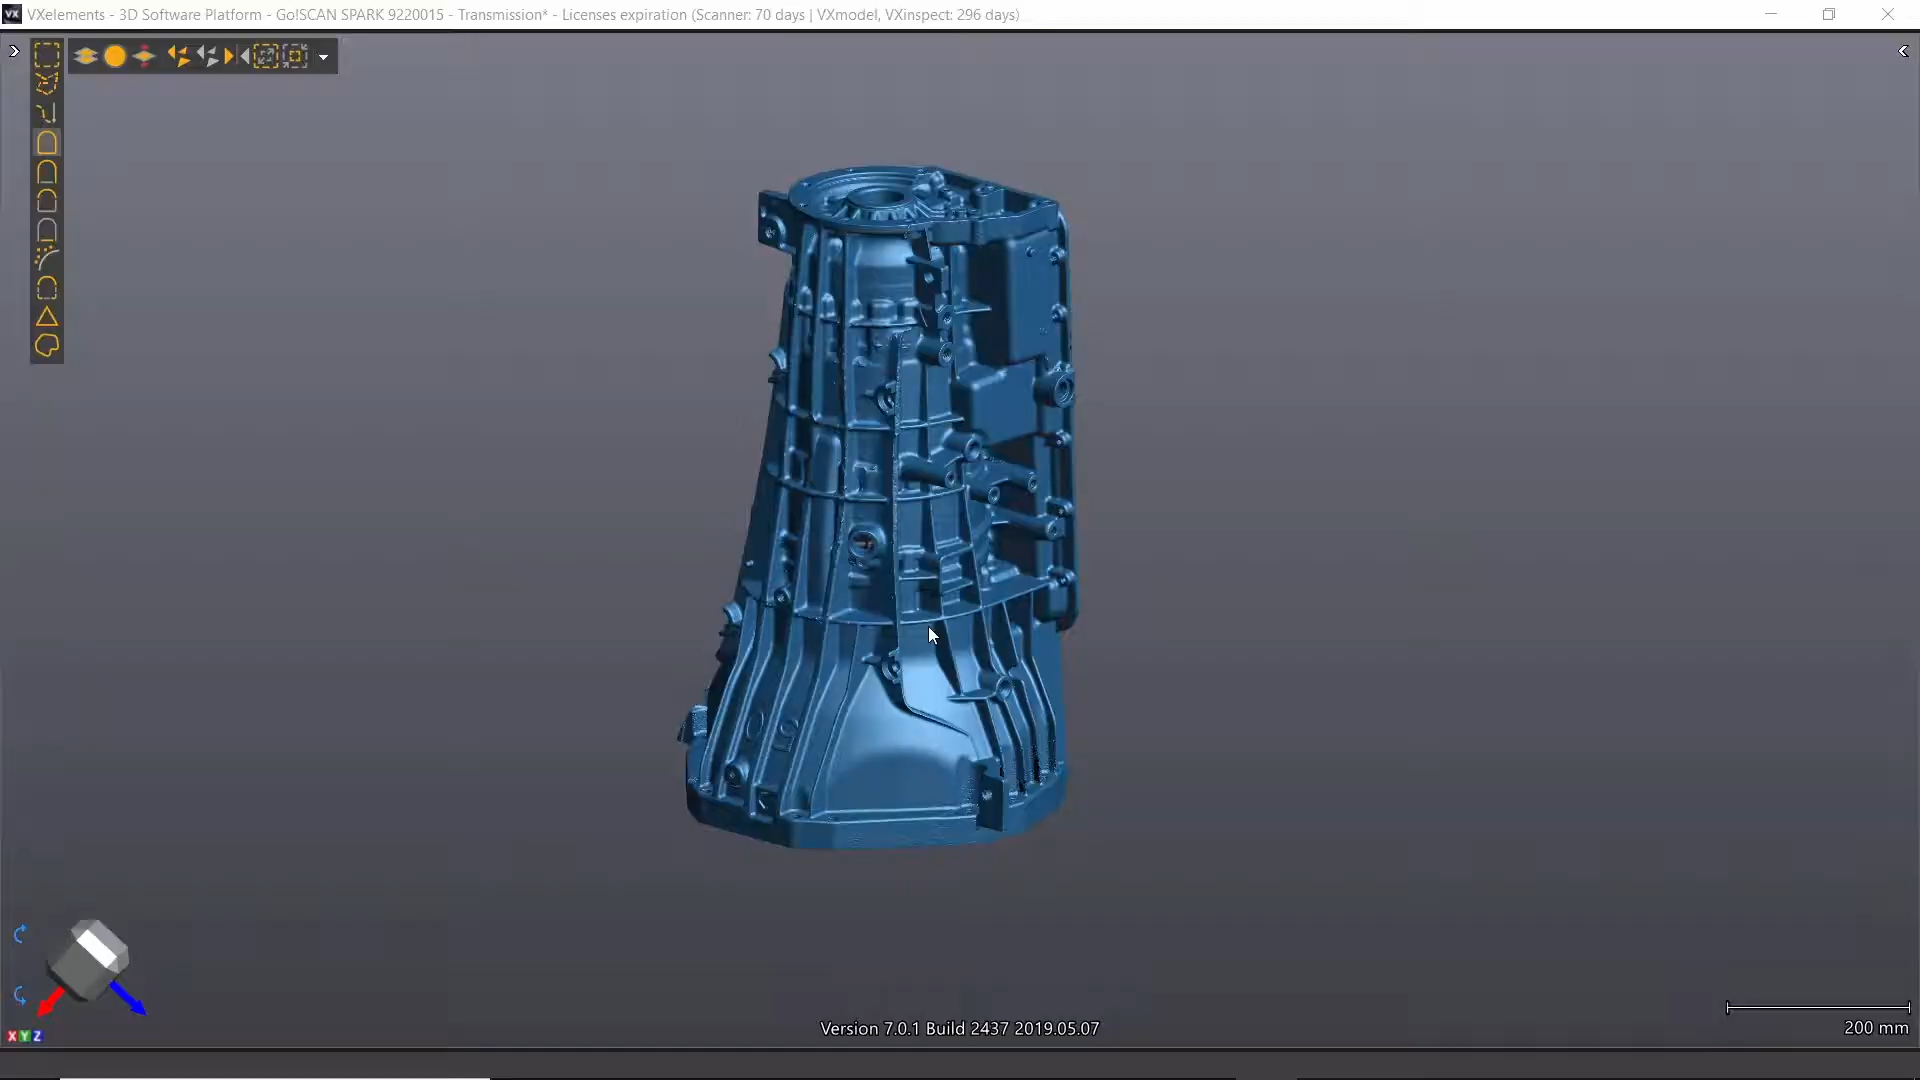 VX VXelements - 3D Software Platform - Go!SCAN SPARK 9220015 - Transmission* - Licenses expiration (Scanner: 70 days | VXmodel, VXinspect: 296 days)
X Y Z
Version 7.0.1 Build 2437 2019.05.07
200 mm